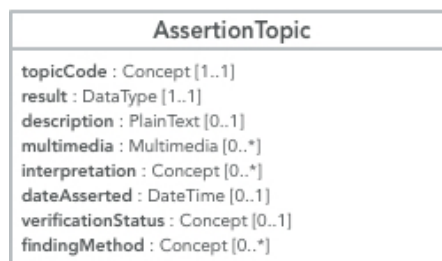 AssertionTopic
topicCode : Concept [1..1]
result : DataType [1..1]
description : PlainText [0..1]
multimedia : Multimedia [0..*]
interpretation : Concept [0..*]
dateAsserted : DateTime [0..1]
verificationStatus : Concept [0..1]
findingMethod : Concept [0..*]